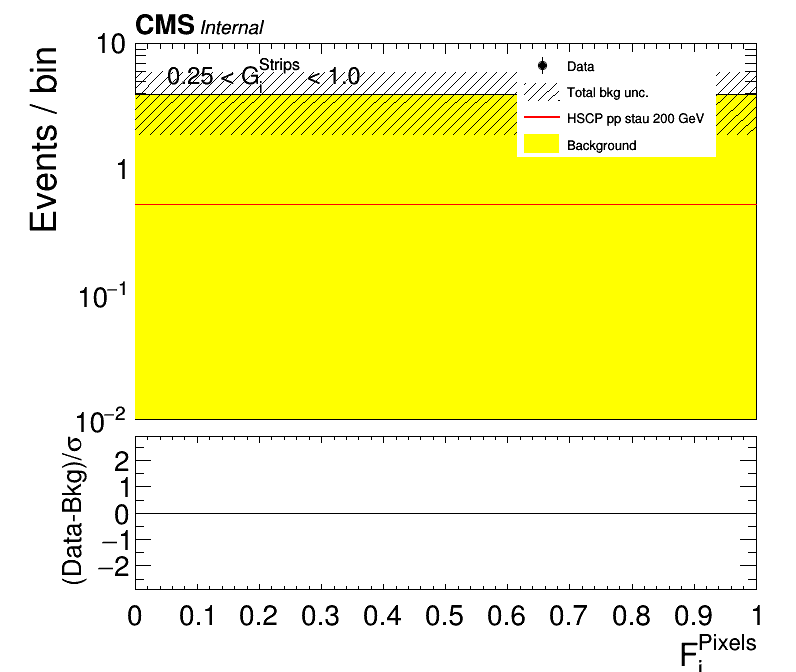 CMS Internal
10
1
10⁻¹
10⁻²
Events / bin
0.25 < G_i^Strips < 1.0
Data
Total bkg unc.
HSCP pp stau 200 GeV
Background
(Data-Bkg)/σ
2
1
0
−1
−2
0 0.1 0.2 0.3 0.4 0.5 0.6 0.7 0.8 0.9 1
F_i^Pixels